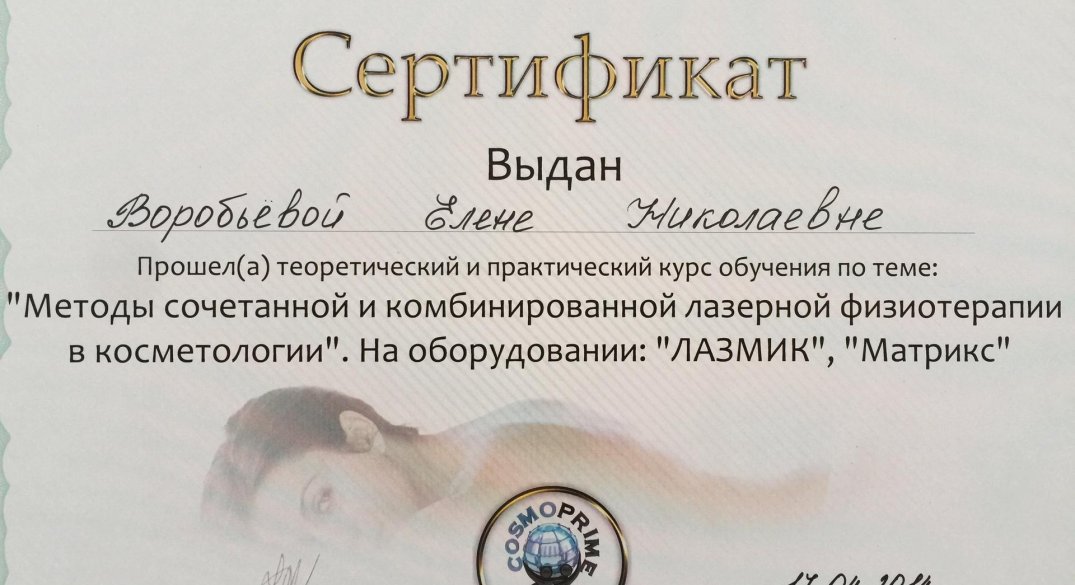 Сертификат
Выдан
Воробьёвой Елене Николаевне
Прошел(а) теоретический и практический курс обучения по теме:
"Методы сочетанной и комбинированной лазерной физиотерапии
в косметологии". На оборудовании: "ЛАЗМИК", "Матрикс"
COSMOPRIME